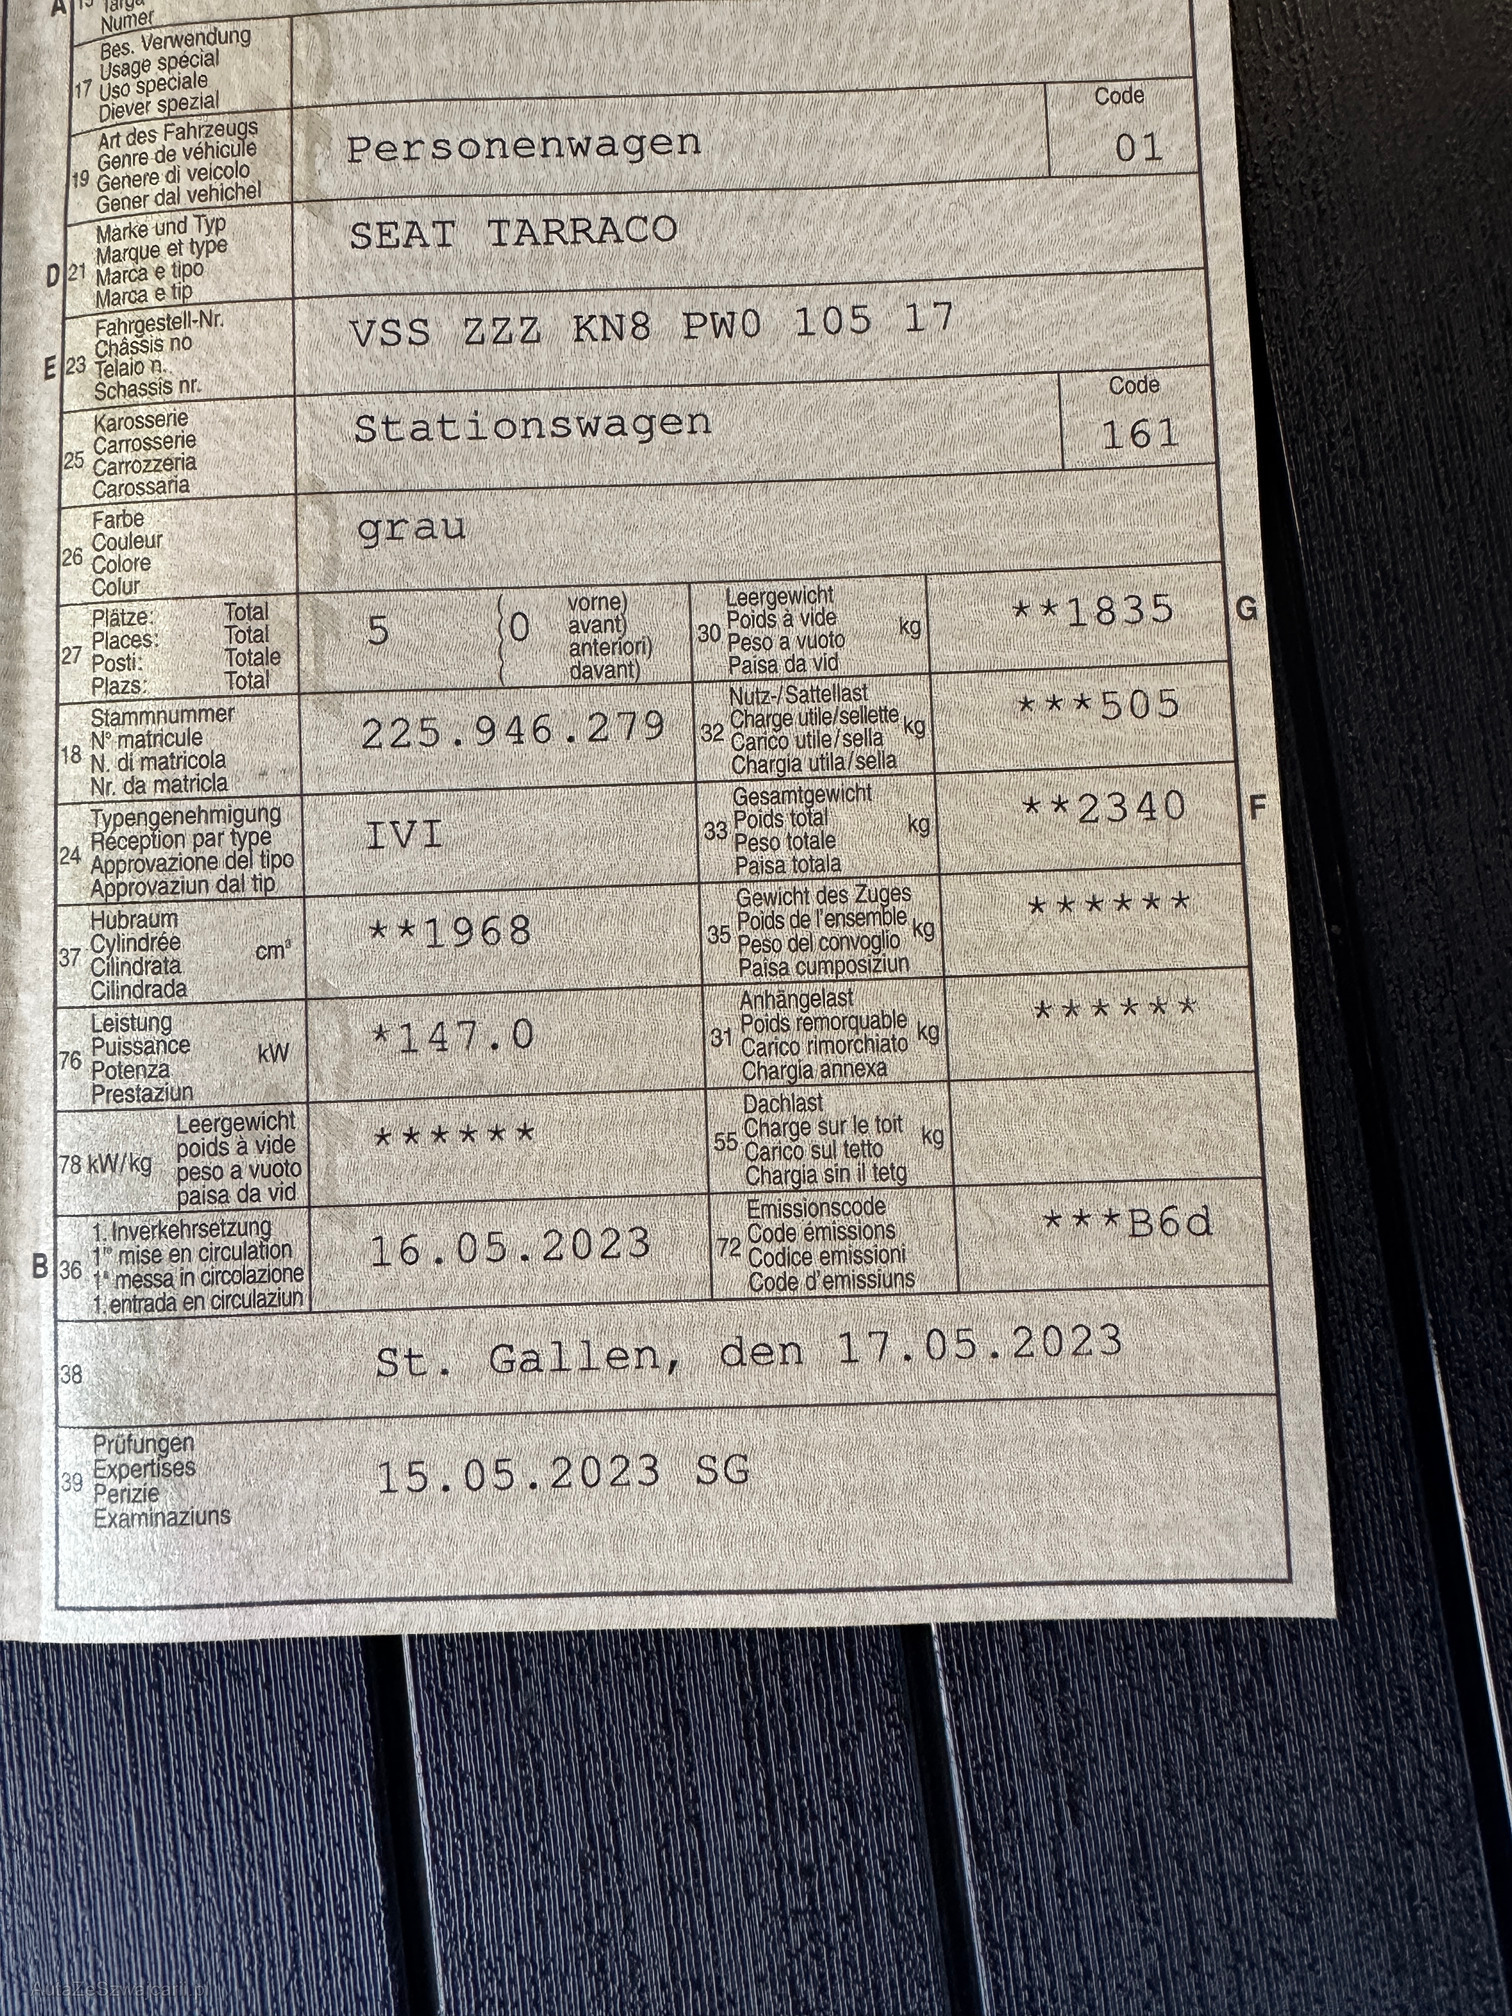 A 15 Targa
Numer
17 Bes. Verwendung
Usage spécial
Uso speciale
Diever spezial
19 Art des Fahrzeugs
Genre de véhicule
Genere di veicolo
Gener dal vehichel
Personenwagen
Code
01
D 21 Marke und Typ
Marque et type
Marca e tipo
Marca e tip
SEAT TARRACO
E 23 Fahrgestell-Nr.
Châssis no
Telaio n.
Schassis nr.
VSS ZZZ KN8 PW0 105 17
25 Karosserie
Carrosserie
Carrozzeria
Carossaria
Stationswagen
Code
161
26 Farbe
Couleur
Colore
Colur
grau
27 Plätze: Total
Places: Total
Posti: Totale
Plazs: Total
5 (0 vorne)
avant)
anteriori)
davant)
30 Leergewicht
Poids à vide
Peso a vuoto kg
Paisa da vid
**1835 G
18 Stammnummer
N° matricule
N. di matricola
Nr. da matricla
225.946.279
32 Nutz-/Sattellast
Charge utile/sellette kg
Carico utile/sella
Chargia utila/sella
***505
24 Typengenehmigung
Réception par type
Approvazione del tipo
Approvaziun dal tip
IVI
33 Gesamtgewicht
Poids total kg
Peso totale
Paisa totala
**2340 F
37 Hubraum
Cylindrée cm³
Cilindrata
Cilindrada
**1968
35 Gewicht des Zuges
Poids de l'ensemble kg
Peso del convoglio
Paisa cumposiziun
******
76 Leistung
Puissance kW
Potenza
Prestaziun
*147.0
31 Anhängelast
Poids remorquable kg
Carico rimorchiato
Chargia annexa
******
78 kW/kg Leergewicht
poids à vide
peso a vuoto
paisa da vid
******
55 Dachlast
Charge sur le toit kg
Carico sul tetto
Chargia sin il tetg
B 36 1. Inverkehrsetzung
1re mise en circulation
1a messa in circolazione
1. entrada en circulaziun
16.05.2023
72 Emissionscode
Code émissions
Codice emissioni
Code d'emissiuns
***B6d
38 St. Gallen, den 17.05.2023
39 Prüfungen
Expertises
Perizie
Examinaziuns
15.05.2023 SG
AutaZeSzwajcarii.pl